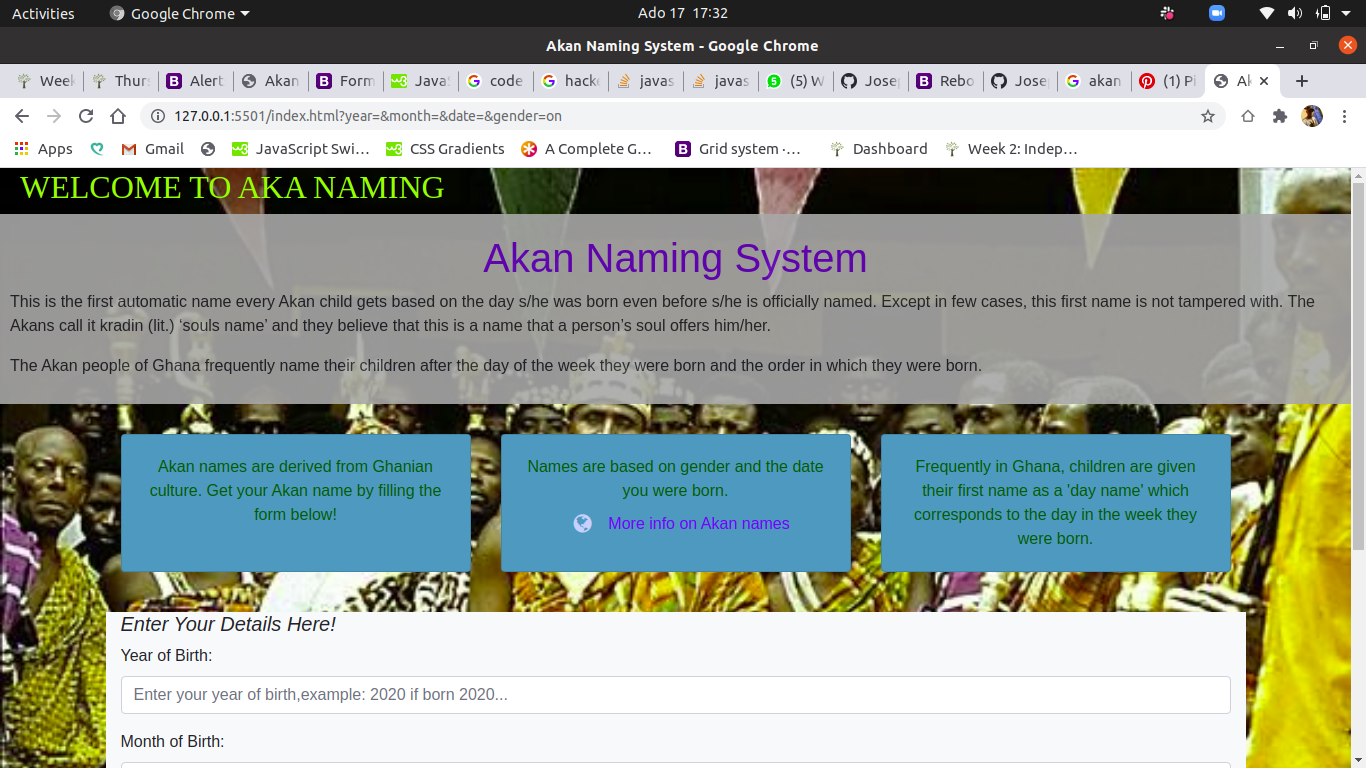 Activities
Google Chrome
Ado 17 17:32
Akan Naming System - Google Chrome
Week
Thurs
Alert
Akan
Form
JavaS
code
hacke
javas
javas
(5) W
Josep
Rebo
Josep
akan
(1) Pi
Ak
127.0.0.1:5501/index.html?year=&month=&date=&gender=on
Apps
Gmail
JavaScript Swi...
CSS Gradients
A Complete G...
Grid system ·...
Dashboard
Week 2: Indep...
WELCOME TO AKA NAMING
Akan Naming System
This is the first automatic name every Akan child gets based on the day s/he was born even before s/he is officially named. Except in few cases, this first name is not tampered with. The
Akans call it kradin (lit.) ‘souls name’ and they believe that this is a name that a person’s soul offers him/her.
The Akan people of Ghana frequently name their children after the day of the week they were born and the order in which they were born.
Akan names are derived from Ghanian
culture. Get your Akan name by filling the
form below!
Names are based on gender and the date
you were born.
More info on Akan names
Frequently in Ghana, children are given
their first name as a 'day name' which
corresponds to the day in the week they
were born.
Enter Your Details Here!
Year of Birth:
Enter your year of birth,example: 2020 if born 2020...
Month of Birth: